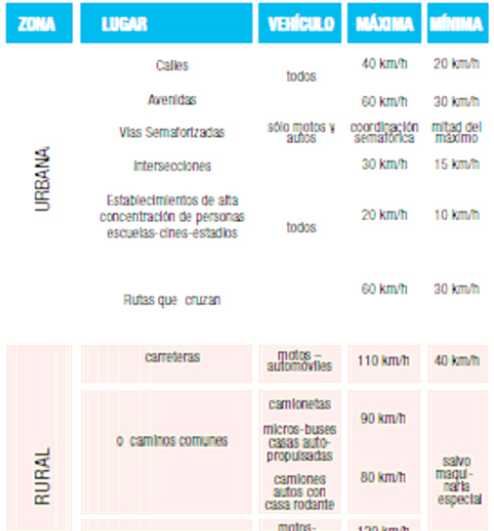 ZONA LUGAR VEHÍCULO MÁXIMA MÍNIMA
URBANA
Calles todos 40 km/h 20 km/h
Avenidas 60 km/h 30 km/h
Vías Semaforizadas sólo motos y autos coordinación semafórica mitad del máximo
Intersecciones 30 km/h 15 km/h
Establecimientos de alta
concentración de personas
escuelas-cines-estadios
todos 20 km/h 10 km/h
Rutas que cruzan 60 km/h 30 km/h
RURAL
carreteras motos – automóviles 110 km/h 40 km/h
o caminos comunes
camionetas
micros-buses
casas auto-
propulsadas
90 km/h
camiones
autos con
casa rodante
80 km/h
salvo
maqui-
naria
especial
motos- 120 km/h